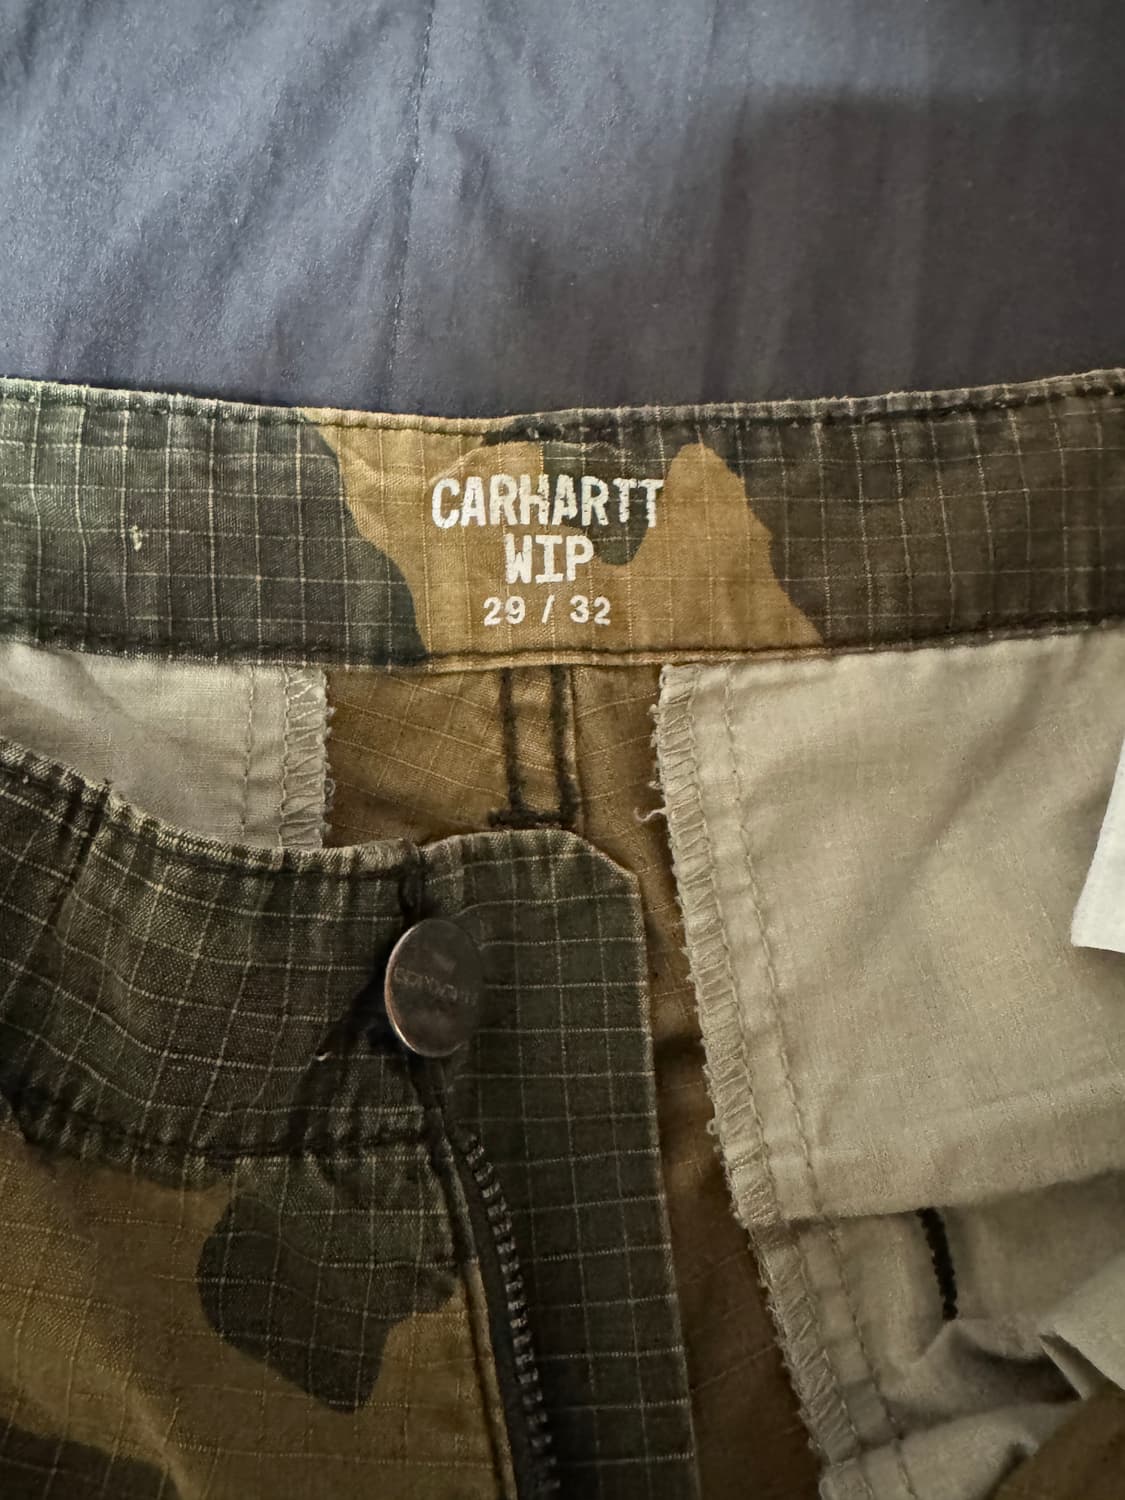 CARHARTT
WIP
29 / 32